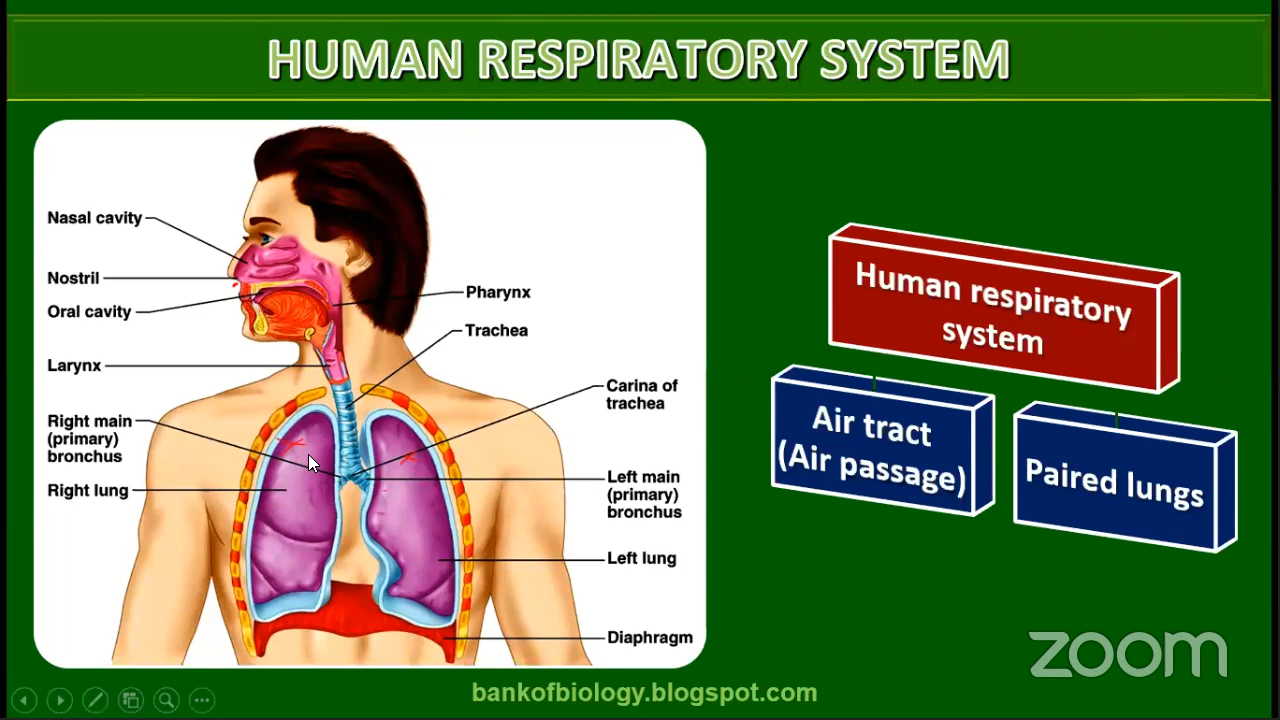 HUMAN RESPIRATORY SYSTEM
Nasal cavity
Nostril
Oral cavity
Larynx
Right main
(primary)
bronchus
Right lung
Pharynx
Trachea
Carina of
trachea
Left main
(primary)
bronchus
Left lung
Diaphragm
Human respiratory
system
Air tract
(Air passage)
Paired lungs
zoom
bankofbiology.blogspot.com